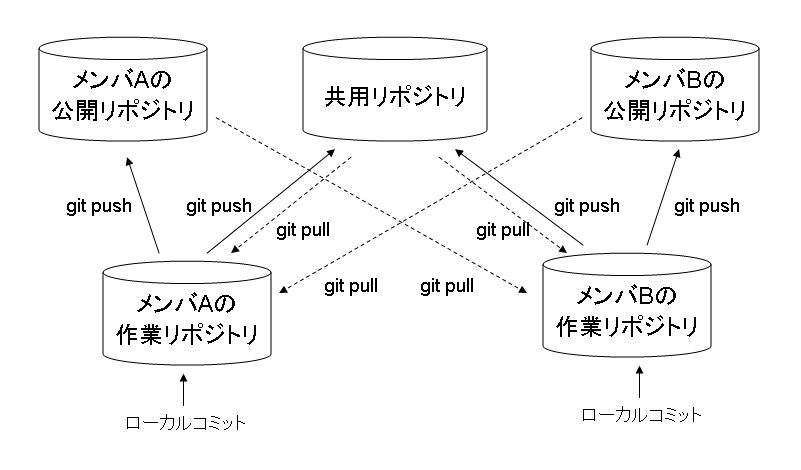 メンバAの
公開リポジトリ
共用リポジトリ
メンバBの
公開リポジトリ
git push
git push
git pull
git pull
git push
git push
git pull
git pull
メンバAの
作業リポジトリ
メンバBの
作業リポジトリ
ローカルコミット
ローカルコミット